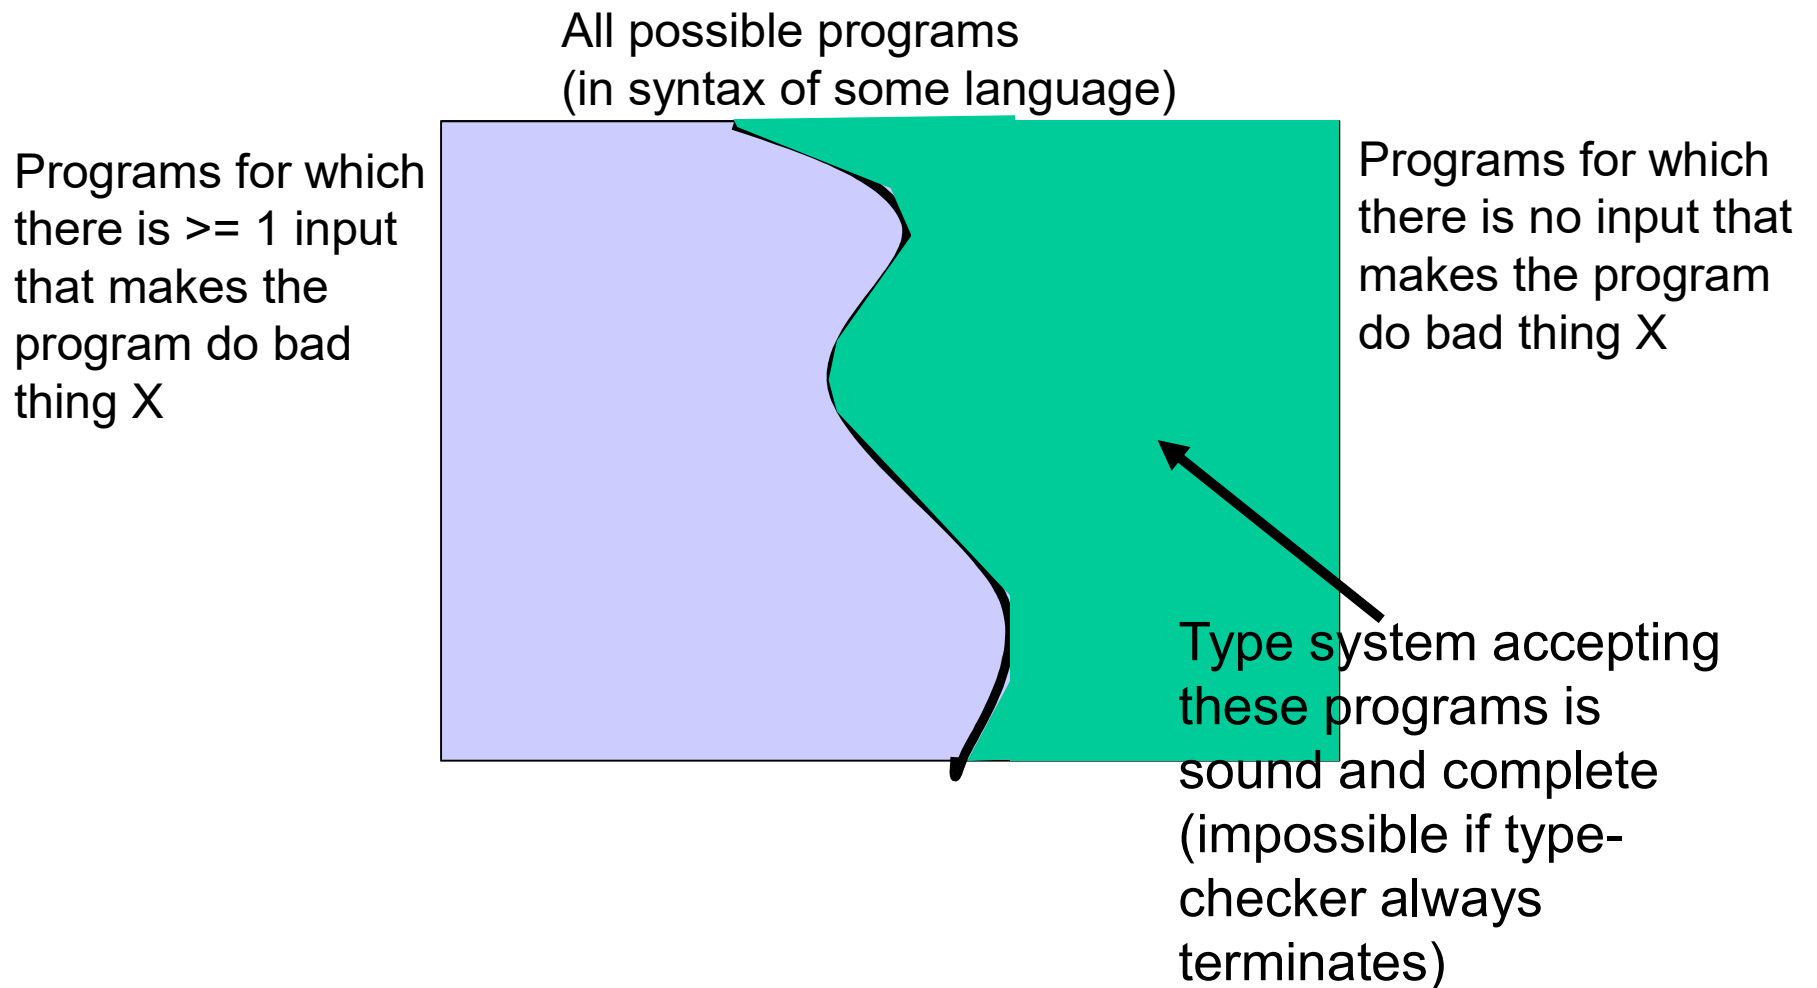 All possible programs
(in syntax of some language)
Programs for which
there is >= 1 input
that makes the
program do bad
thing X
Programs for which
there is no input that
makes the program
do bad thing X
Type system accepting
these programs is
sound and complete
(impossible if type-
checker always
terminates)